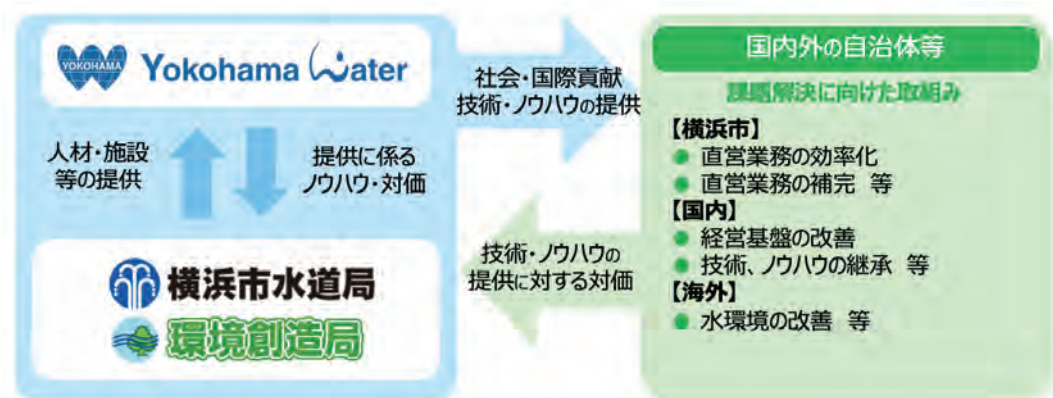 YOKOHAMA
Yokohama Water
人材・施設
等の提供
提供に係る
ノウハウ・対価
横浜市水道局
環境創造局
社会・国際貢献
技術・ノウハウの提供
技術・ノウハウの
提供に対する対価
国内外の自治体等
課題解決に向けた取組み
【横浜市】
● 直営業務の効率化
● 直営業務の補完 等
【国内】
● 経営基盤の改善
● 技術、ノウハウの継承 等
【海外】
● 水環境の改善 等